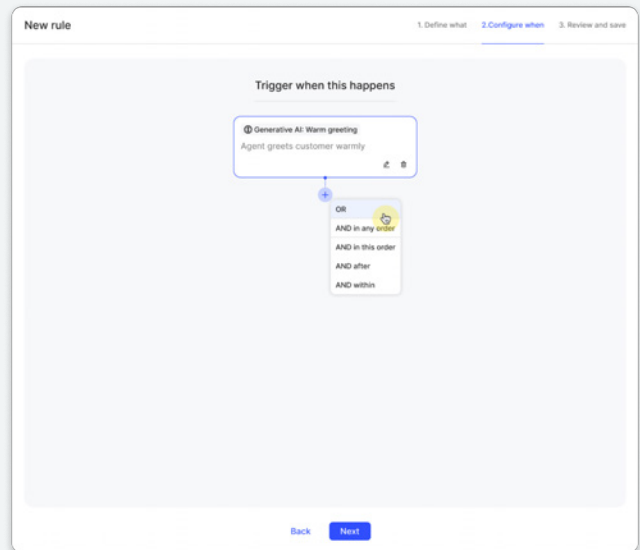 New rule
1. Define what
2.Configure when
3. Review and save
Trigger when this happens
Generative AI: Warm greeting
Agent greets customer warmly
OR
AND in any order
AND in this order
AND after
AND within
Back
Next